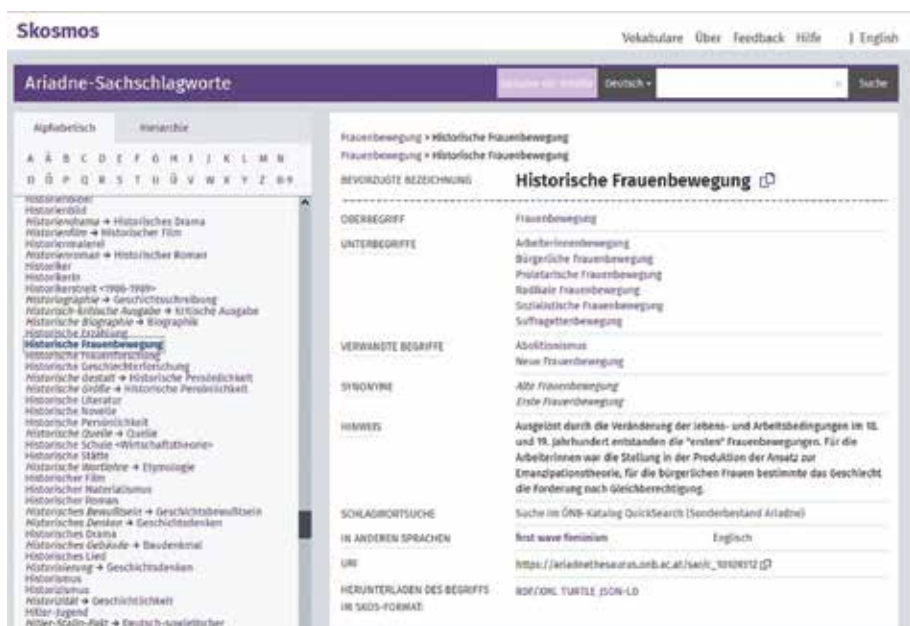 Skosmos
Vokabulare Über Feedback Hilfe | English
Ariadne-Sachschlagworte
Deutsch
Suche
Alphabetisch Hierarchie
A Ä B C D E F G H I J K L M N
O Ö P Q R S T U Ü V W X Y Z 0-9
Historienbibel
Historienbild
Historiendrama → Historisches Drama
Historienfilm → Historischer Film
Historienmalerei
Historienroman → Historischer Roman
Historiker
Historikerin
Historikerstreit <1986-1989>
Historiographie → Geschichtsschreibung
Historisch-kritische Ausgabe → Kritische Ausgabe
Historische Biographie → Biographik
Historische Erzählung
Historische Frauenbewegung
Historische Frauenforschung
Historische Geschlechterforschung
Historische Gestalt → Historische Persönlichkeit
Historische Größe → Historische Persönlichkeit
Historische Literatur
Historische Novelle
Historische Persönlichkeit
Historische Quelle → Quelle
Historische Schule <Wirtschaftstheorie>
Historische Stätte
Historische Wortlehre → Etymologie
Historischer Film
Historischer Materialismus
Historischer Roman
Historisches Bewußtsein → Geschichtsbewußtsein
Historisches Denken → Geschichtsdenken
Historisches Drama
Historisches Gebäude → Baudenkmal
Historisches Lied
Historisierung → Geschichtsdenken
Historismus
Historizismus
Historizität → Geschichtlichkeit
Hitler-Jugend
Hitler-Stalin-Pakt → Deutsch-sowjetischer
Frauenbewegung > Historische Frauenbewegung
Frauenbewegung > Historische Frauenbewegung
BEVORZUGTE BEZEICHNUNG Historische Frauenbewegung
OBERBEGRIFF Frauenbewegung
UNTERBEGRIFFE Arbeiterinnenbewegung
Bürgerliche Frauenbewegung
Proletarische Frauenbewegung
Radikale Frauenbewegung
Sozialistische Frauenbewegung
Suffragettenbewegung
VERWANDTE BEGRIFFE Abolitionismus
Neue Frauenbewegung
SYNONYME Alte Frauenbewegung
Erste Frauenbewegung
HINWEIS Ausgelöst durch die Veränderung der Lebens- und Arbeitsbedingungen im 18.
und 19. Jahrhundert entstanden die "ersten" Frauenbewegungen. Für die
Arbeiterinnen war die Stellung in der Produktion der Ansatz zur
Emanzipationstheorie, für die bürgerlichen Frauen bestimmte das Geschlecht
die Forderung nach Gleichberechtigung.
SCHLAGWORTSUCHE Suche im ÖNB-Katalog QuickSearch (Sonderbestand Ariadne)
IN ANDEREN SPRACHEN first wave feminism Englisch
URI
HERUNTERLADEN DES BEGRIFFS RDF/XML TURTLE JSON-LD
IM SKOS-FORMAT: